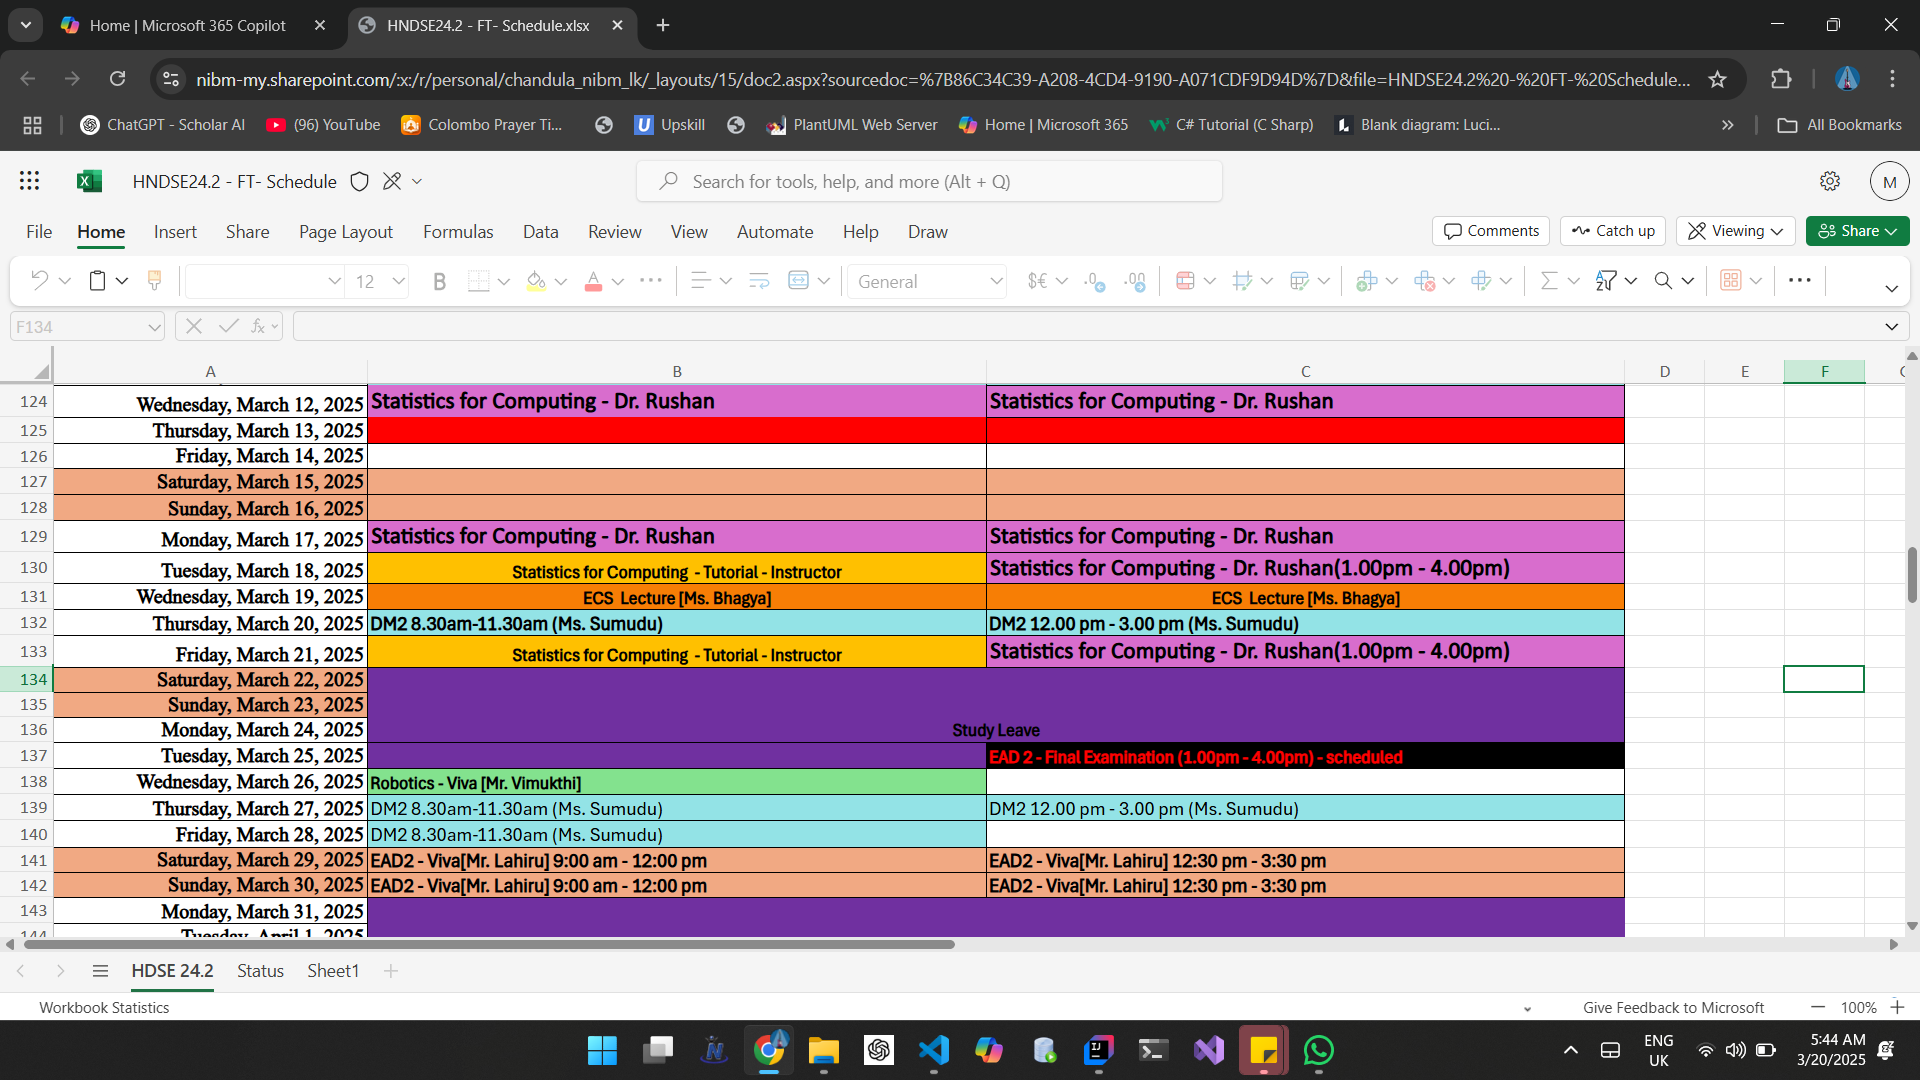 Home | Microsoft 365 Copilot
HNDSE24.2 - FT- Schedule.xlsx
nibm-my.sharepoint.com/:x:/r/personal/chandula_nibm_lk/_layouts/15/doc2.aspx?sourcedoc=%7B86C34C39-A208-4CD4-9190-A071CDF9D94D%7D&file=HNDSE24.2%20-%20FT-%20Schedule...
ChatGPT - Scholar AI
(96) YouTube
Colombo Prayer Ti...
Upskill
PlantUML Web Server
Home | Microsoft 365
C# Tutorial (C Sharp)
Blank diagram: Luci...
All Bookmarks
HNDSE24.2 - FT- Schedule
Search for tools, help, and more (Alt + Q)
M
File Home Insert Share Page Layout Formulas Data Review View Automate Help Draw
Comments
Catch up
Viewing
Share
12
General
F134
A B C D E F
124 Wednesday, March 12, 2025 Statistics for Computing - Dr. Rushan Statistics for Computing - Dr. Rushan
125 Thursday, March 13, 2025
126 Friday, March 14, 2025
127 Saturday, March 15, 2025
128 Sunday, March 16, 2025
129 Monday, March 17, 2025 Statistics for Computing - Dr. Rushan Statistics for Computing - Dr. Rushan
130 Tuesday, March 18, 2025 Statistics for Computing - Tutorial - Instructor Statistics for Computing - Dr. Rushan(1.00pm - 4.00pm)
131 Wednesday, March 19, 2025 ECS Lecture [Ms. Bhagya] ECS Lecture [Ms. Bhagya]
132 Thursday, March 20, 2025 DM2 8.30am-11.30am (Ms. Sumudu) DM2 12.00 pm - 3.00 pm (Ms. Sumudu)
133 Friday, March 21, 2025 Statistics for Computing - Tutorial - Instructor Statistics for Computing - Dr. Rushan(1.00pm - 4.00pm)
134 Saturday, March 22, 2025
135 Sunday, March 23, 2025
136 Monday, March 24, 2025 Study Leave
137 Tuesday, March 25, 2025 EAD 2 - Final Examination (1.00pm - 4.00pm) - scheduled
138 Wednesday, March 26, 2025 Robotics - Viva [Mr. Vimukthi]
139 Thursday, March 27, 2025 DM2 8.30am-11.30am (Ms. Sumudu) DM2 12.00 pm - 3.00 pm (Ms. Sumudu)
140 Friday, March 28, 2025 DM2 8.30am-11.30am (Ms. Sumudu)
141 Saturday, March 29, 2025 EAD2 - Viva[Mr. Lahiru] 9:00 am - 12:00 pm EAD2 - Viva[Mr. Lahiru] 12:30 pm - 3:30 pm
142 Sunday, March 30, 2025 EAD2 - Viva[Mr. Lahiru] 9:00 am - 12:00 pm EAD2 - Viva[Mr. Lahiru] 12:30 pm - 3:30 pm
143 Monday, March 31, 2025
144 Tuesday, April 1, 2025
HDSE 24.2 Status Sheet1
Workbook Statistics
Give Feedback to Microsoft
100%
ENG
UK
5:44 AM
3/20/2025